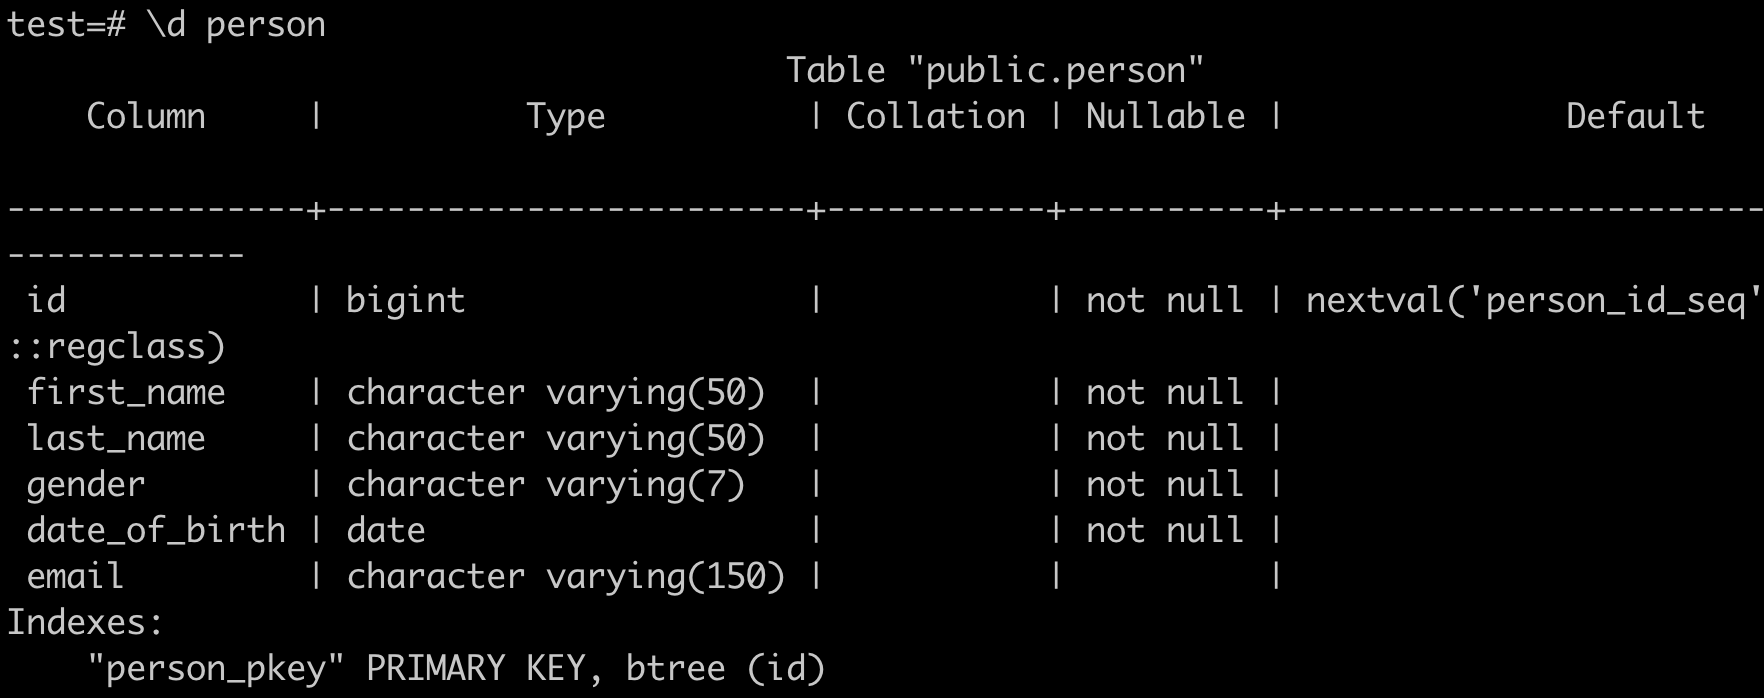 test=# \d person
                                       Table "public.person"
    Column     |          Type          | Collation | Nullable |              Default

---------------+------------------------+-----------+----------+------------------------
------------
 id            | bigint                 |           | not null | nextval('person_id_seq'
::regclass)
 first_name    | character varying(50)  |           | not null |
 last_name     | character varying(50)  |           | not null |
 gender        | character varying(7)   |           | not null |
 date_of_birth | date                   |           | not null |
 email         | character varying(150) |           |          |
Indexes:
    "person_pkey" PRIMARY KEY, btree (id)